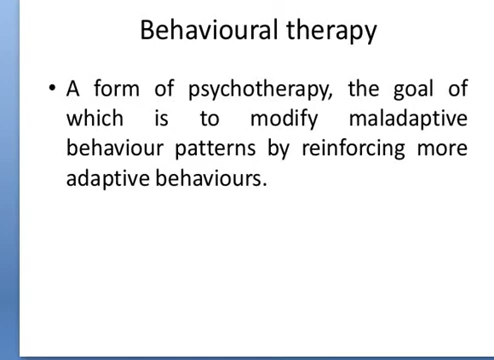 Behavioural therapy
• A form of psychotherapy, the goal of
which is to modify maladaptive
behaviour patterns by reinforcing more
adaptive behaviours.